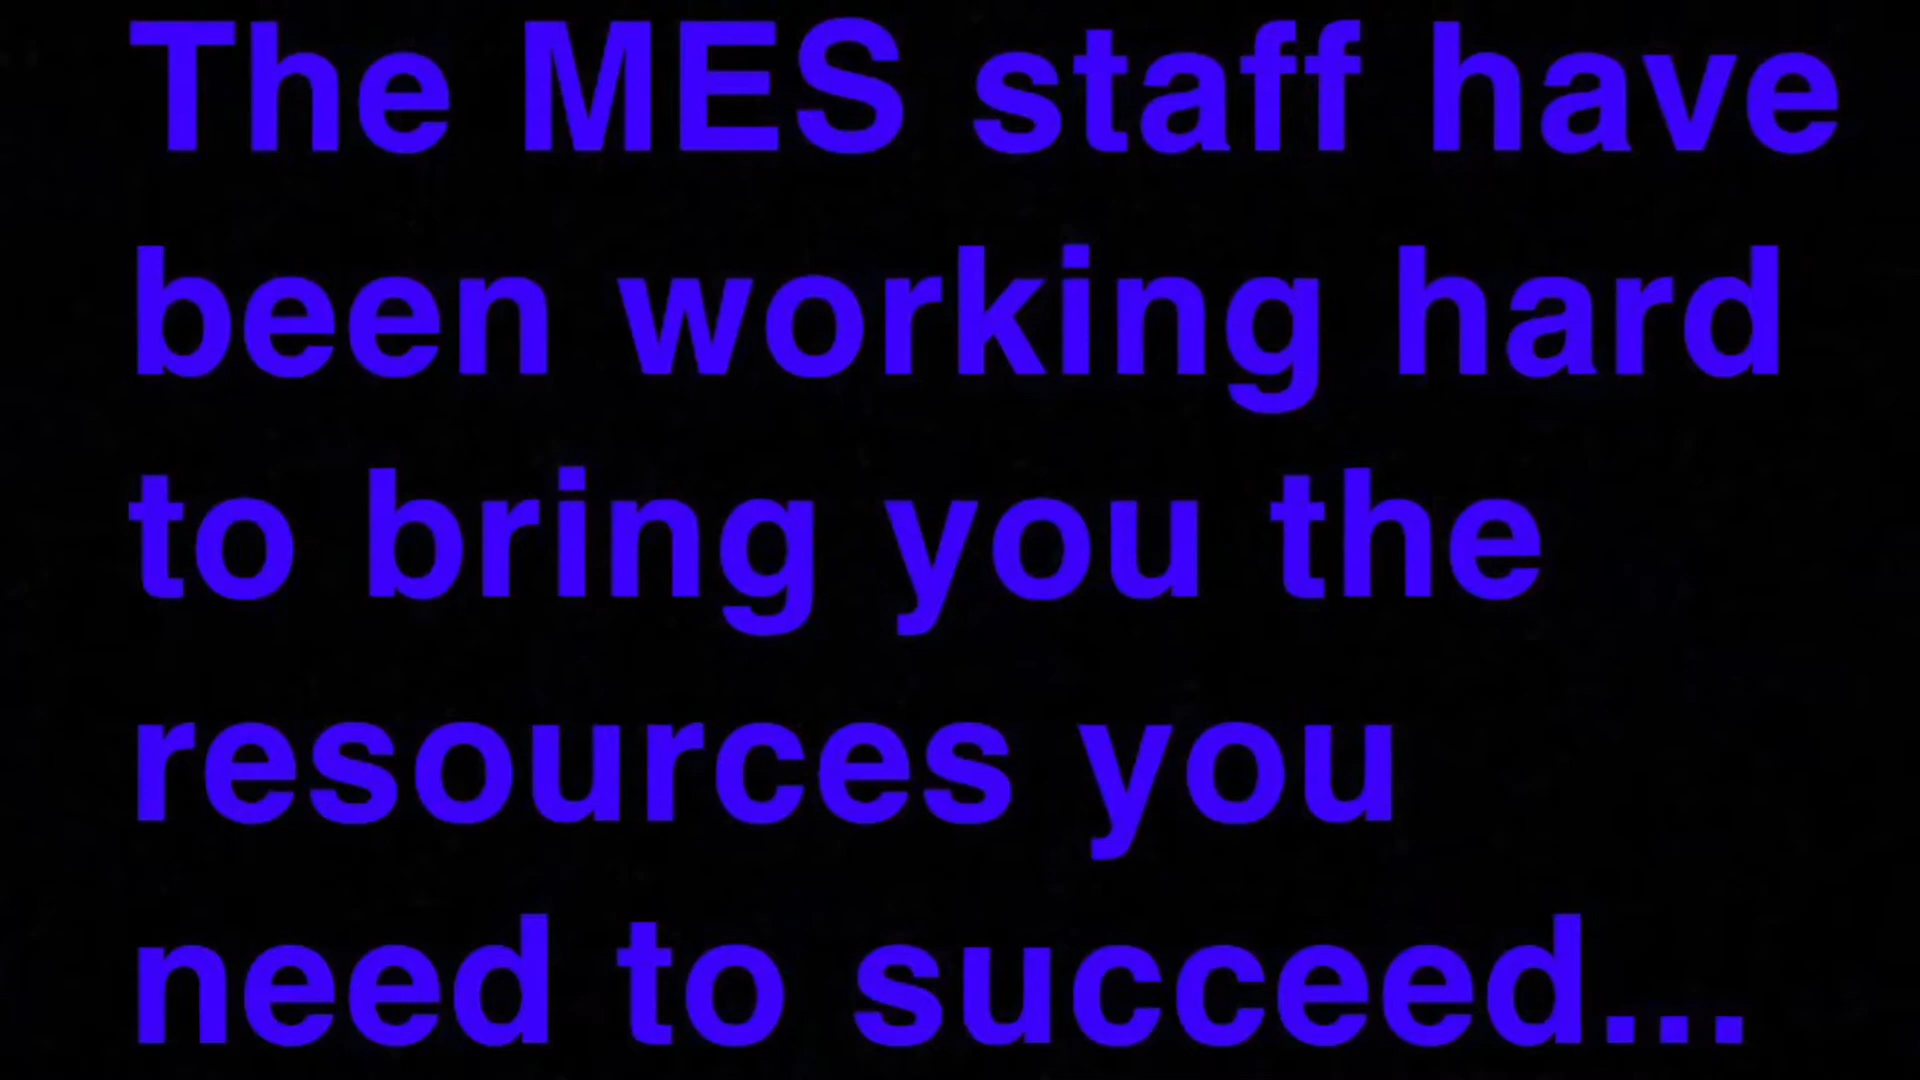 The MES staff have
been working hard
to bring you the
resources you
need to succeed...